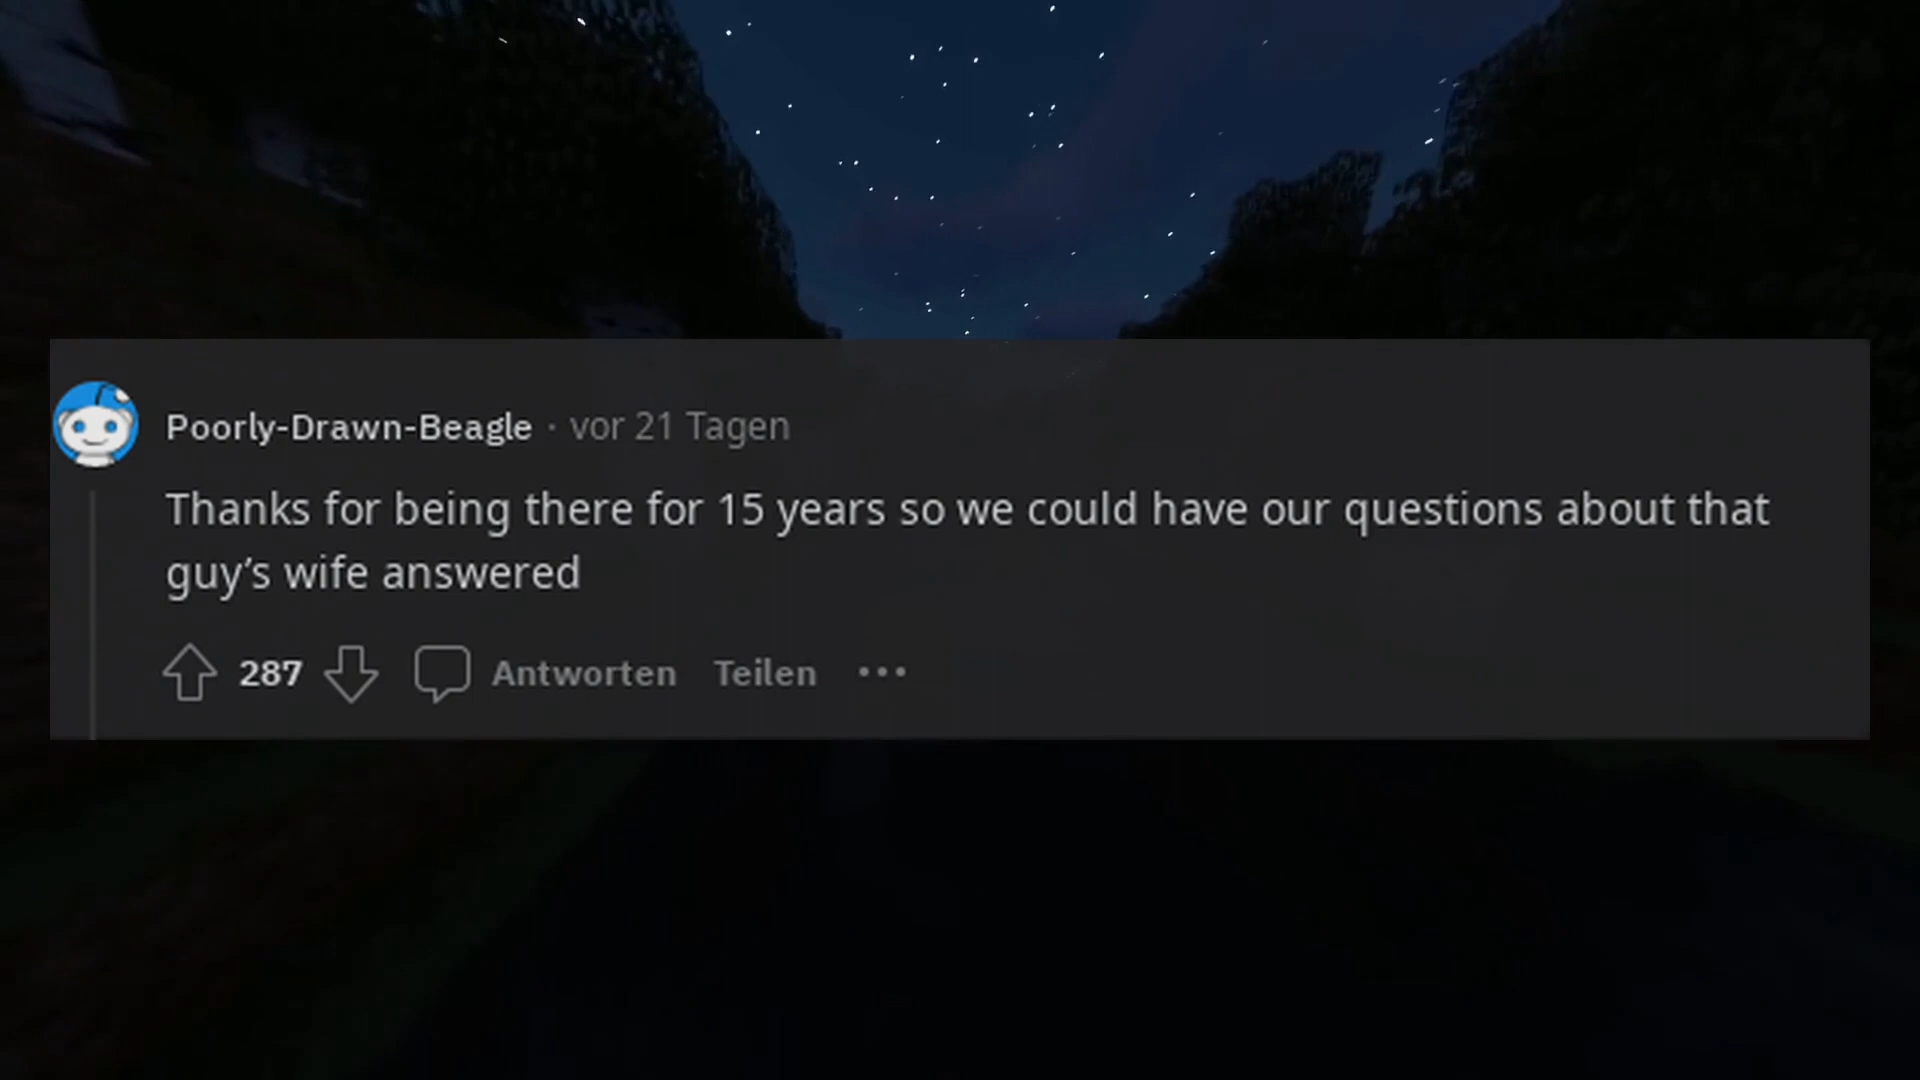 Poorly-Drawn-Beagle · vor 21 Tagen
Thanks for being there for 15 years so we could have our questions about that
guy’s wife answered
287 Antworten Teilen